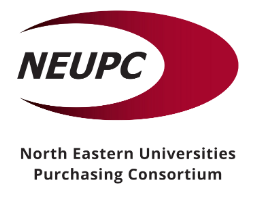 NEUPC
North Eastern Universities
Purchasing Consortium